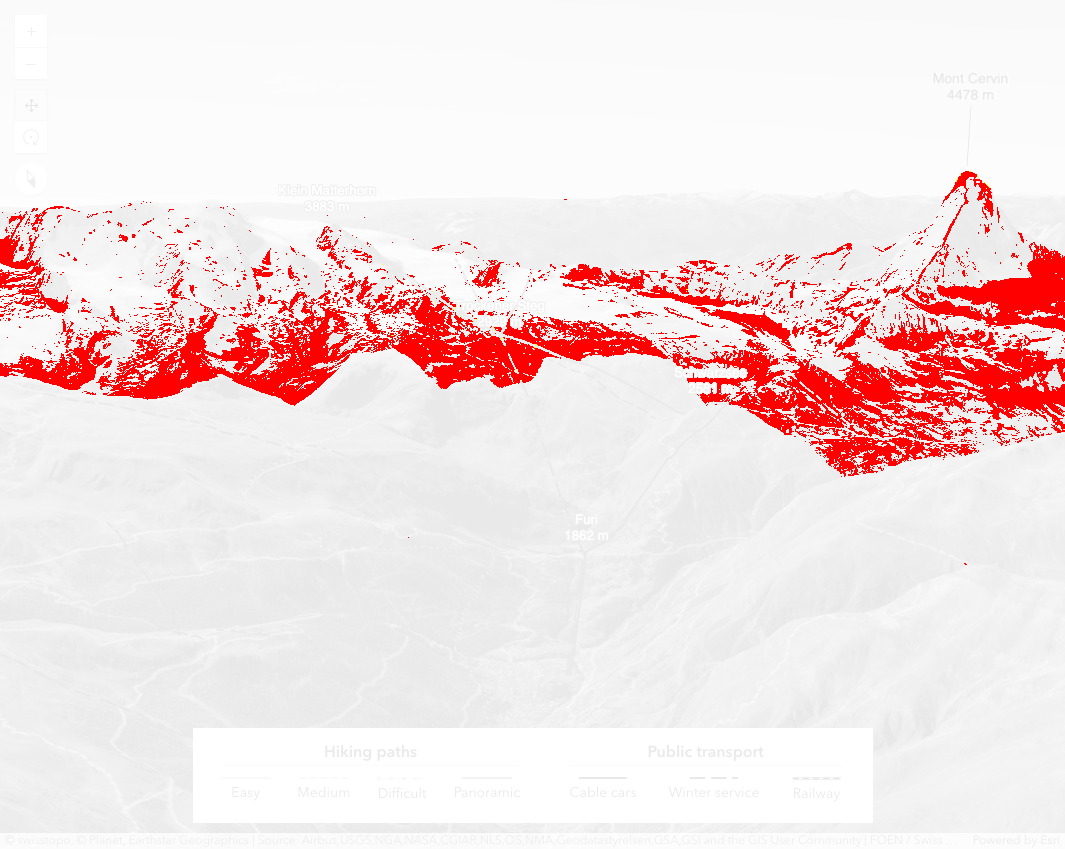 Mont Cervin
4478 m
Klein Matterhorn
3883 m
Furi
1862 m
Hiking paths
Public transport
Easy
Medium
Difficult
Panoramic
Cable cars
Winter service
Railway
© swisstopo, © Planet, Earthstar Geographics | Source: Airbus,USGS,NGA,NASA,CGIAR,NLS,OS,NMA,Geodatastyrelsen,GSA,GSI and the GIS User Community | FOEN / Swiss
Powered by Esri